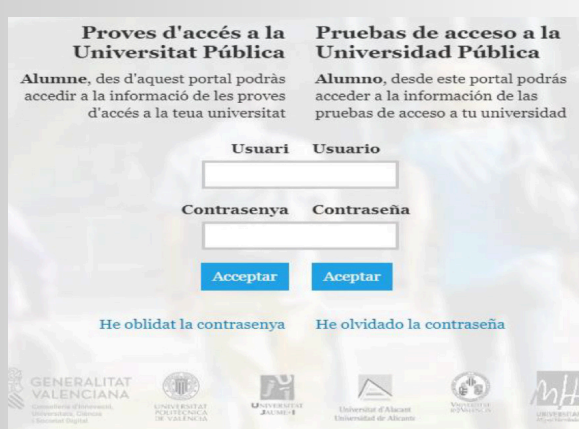 Proves d'accés a la
Universitat Pública
Alumne, des d'aquest portal podràs
accedir a la informació de les proves
d'accés a la teua universitat
Pruebas de acceso a la
Universidad Pública
Alumno, desde este portal podrás
acceder a la información de las
pruebas de acceso a tu universidad
Usuari Usuario
Contrasenya Contraseña
Acceptar Aceptar
He oblidat la contrasenya He olvidado la contraseña
GENERALITAT
VALENCIANA
UNIVERSITAT
POLITÈCNICA
DE VALÈNCIA
UNIVERSITAT
JAUME·I
Universitat d'Alacant
Universidad de Alicante